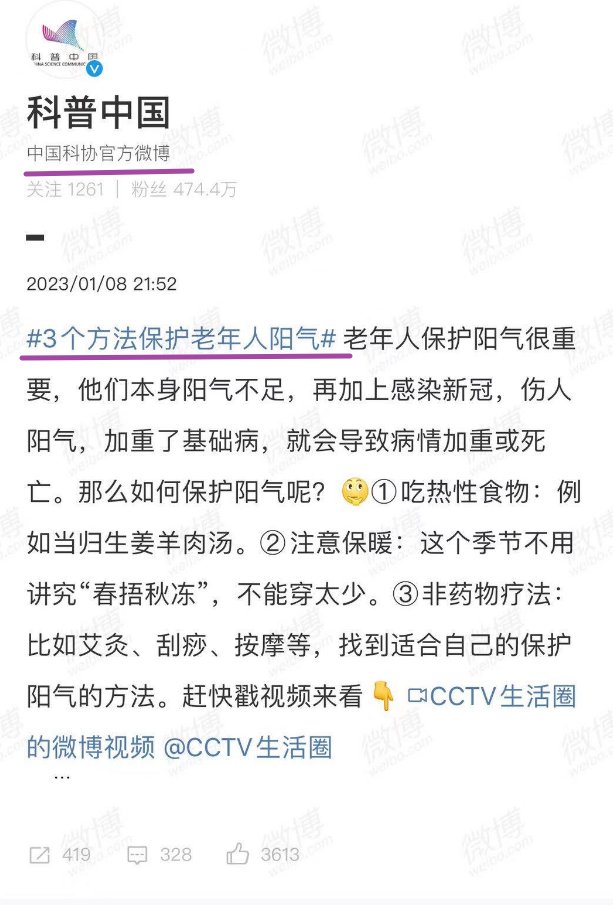 科普中国
CHINA SCIENCE COMMUNIC
科普中国
中国科协官方微博
关注 1261 | 粉丝 474.4万
2023/01/08 21:52
#3个方法保护老年人阳气# 老年人保护阳气很重
要，他们本身阳气不足，再加上感染新冠，伤人
阳气，加重了基础病，就会导致病情加重或死
亡。那么如何保护阳气呢？🤔①吃热性食物：例
如当归生姜羊肉汤。②注意保暖：这个季节不用
讲究“春捂秋冻”，不能穿太少。③非药物疗法：
比如艾灸、刮痧、按摩等，找到适合自己的保护
阳气的方法。赶快戳视频来看👇 CCTV生活圈
的微博视频 @CCTV生活圈
...
419 328 3613
微博
weibo.com